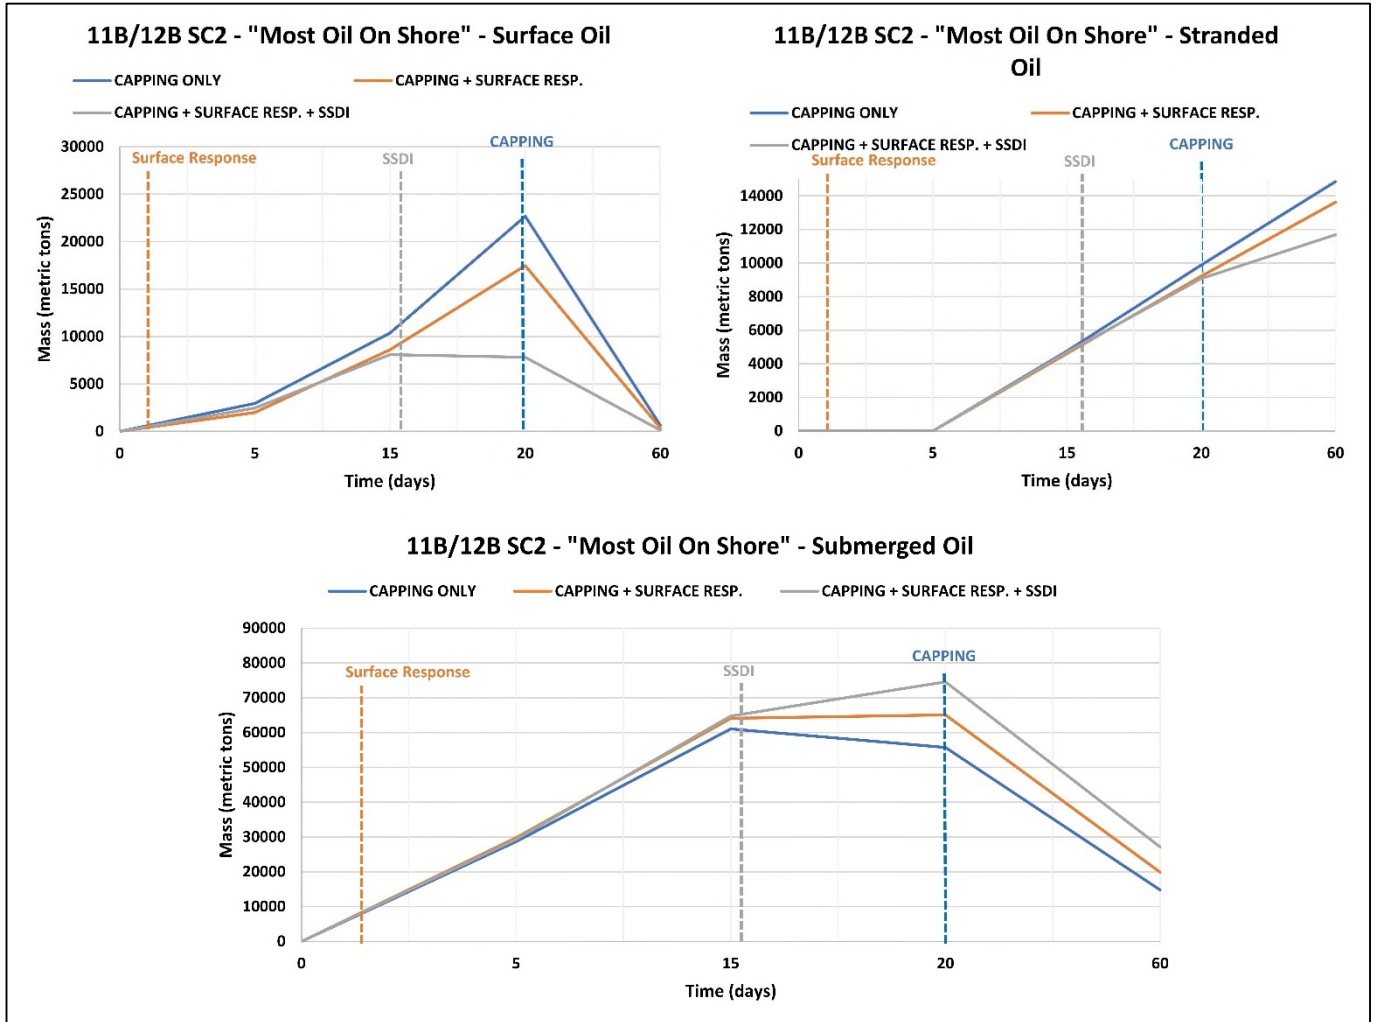 11B/12B SC2 - "Most Oil On Shore" - Surface Oil
CAPPING ONLY
CAPPING + SURFACE RESP.
CAPPING + SURFACE RESP. + SSDI
30000
25000
20000
15000
10000
5000
0
Mass (metric tons)
Surface Response
SSDI
CAPPING
0
5
15
20
60
Time (days)
11B/12B SC2 - "Most Oil On Shore" - Stranded
Oil
CAPPING ONLY
CAPPING + SURFACE RESP.
CAPPING + SURFACE RESP. + SSDI
CAPPING
Surface Response
SSDI
14000
12000
10000
8000
6000
4000
2000
0
Mass (metric tons)
0
5
15
20
60
Time (days)
11B/12B SC2 - "Most Oil On Shore" - Submerged Oil
CAPPING ONLY
CAPPING + SURFACE RESP.
CAPPING + SURFACE RESP. + SSDI
90000
80000
70000
60000
50000
40000
30000
20000
10000
0
Mass (metric tons)
Surface Response
SSDI
CAPPING
0
5
15
20
60
Time (days)